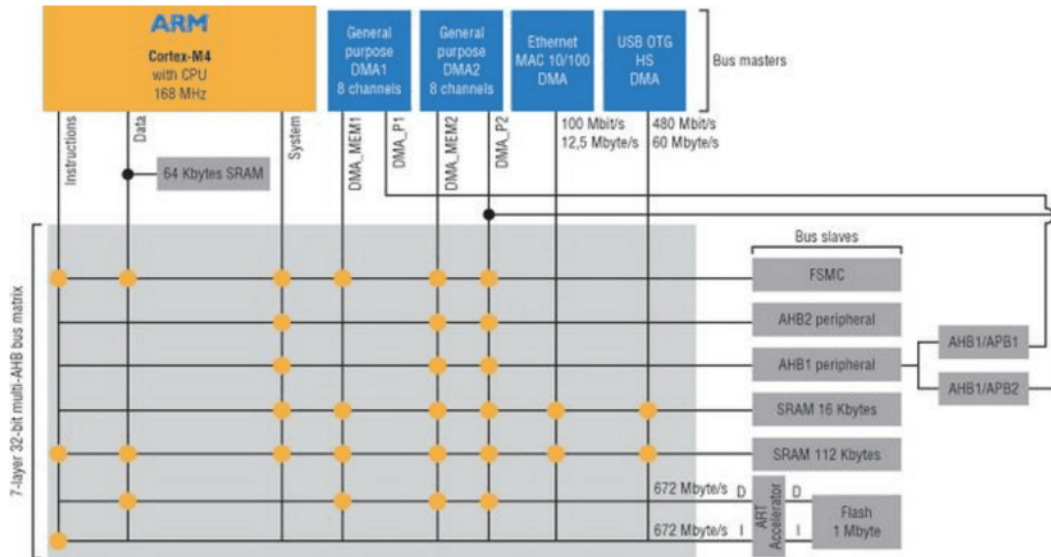 ARM
Cortex-M4
with CPU
168 MHz
General
purpose
DMA1
8 channels
General
purpose
DMA2
8 channels
Ethernet
MAC 10/100
DMA
USB OTG
HS
DMA
Bus masters
Instructions
Data
System
DMA_MEM1
DMA_P1
DMA_MEM2
DMA_P2
100 Mbit/s
12,5 Mbyte/s
480 Mbit/s
60 Mbyte/s
64 Kbytes SRAM
7-layer 32-bit multi-AHB bus matrix
Bus slaves
FSMC
AHB2 peripheral
AHB1 peripheral
AHB1/APB1
AHB1/APB2
SRAM 16 Kbytes
SRAM 112 Kbytes
672 Mbyte/s D
672 Mbyte/s I
ART
Accelerator
D
I
Flash
1 Mbyte